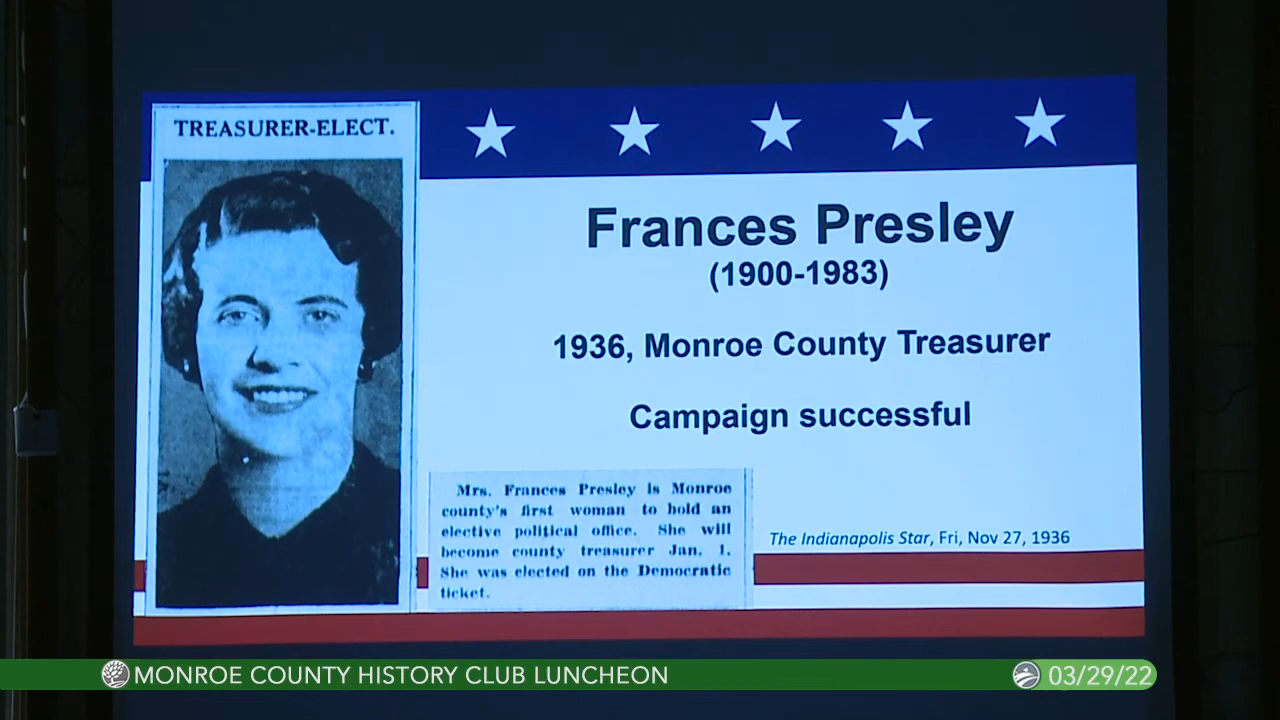 TREASURER-ELECT.
Frances Presley
(1900-1983)
1936, Monroe County Treasurer
Campaign successful
Mrs. Frances Presley is Monroe
county's first woman to hold an
elective political office. She will
become county treasurer Jan. 1.
She was elected on the Democratic
ticket.
The Indianapolis Star, Fri, Nov 27, 1936
MONROE COUNTY HISTORY CLUB LUNCHEON
03/29/22